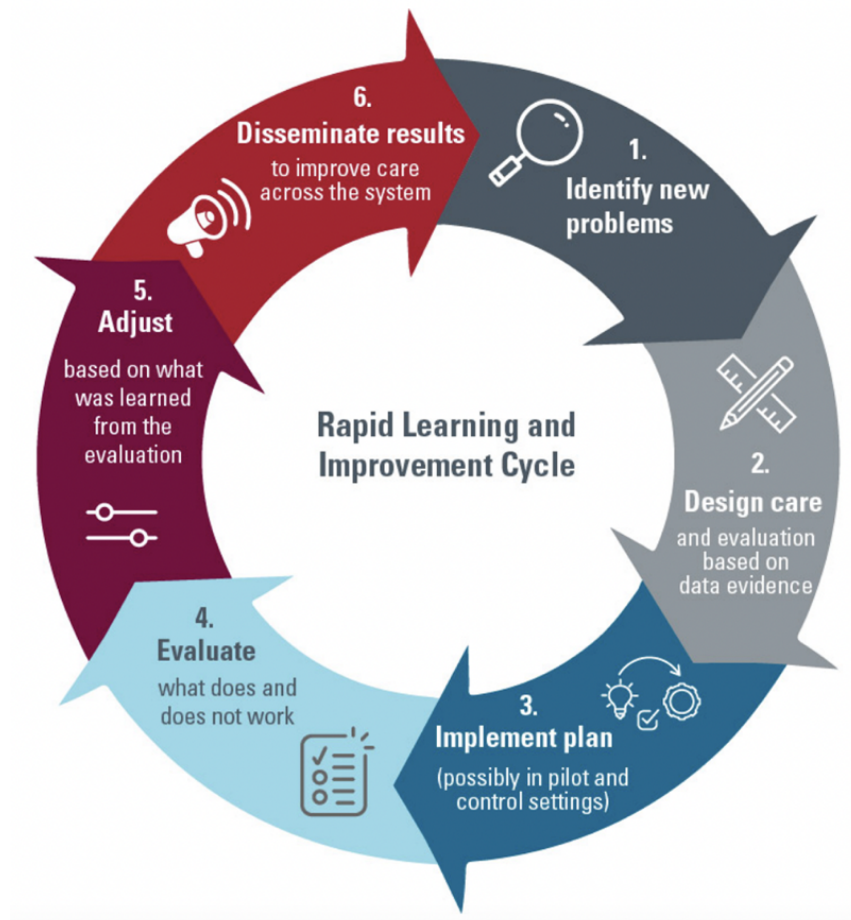 Rapid Learning and
Improvement Cycle
1.
Identify new
problems
2.
Design care
and evaluation
based on
data evidence
3.
Implement plan
(possibly in pilot and
control settings)
4.
Evaluate
what does and
does not work
5.
Adjust
based on what
was learned
from the
evaluation
6.
Disseminate results
to improve care
across the system